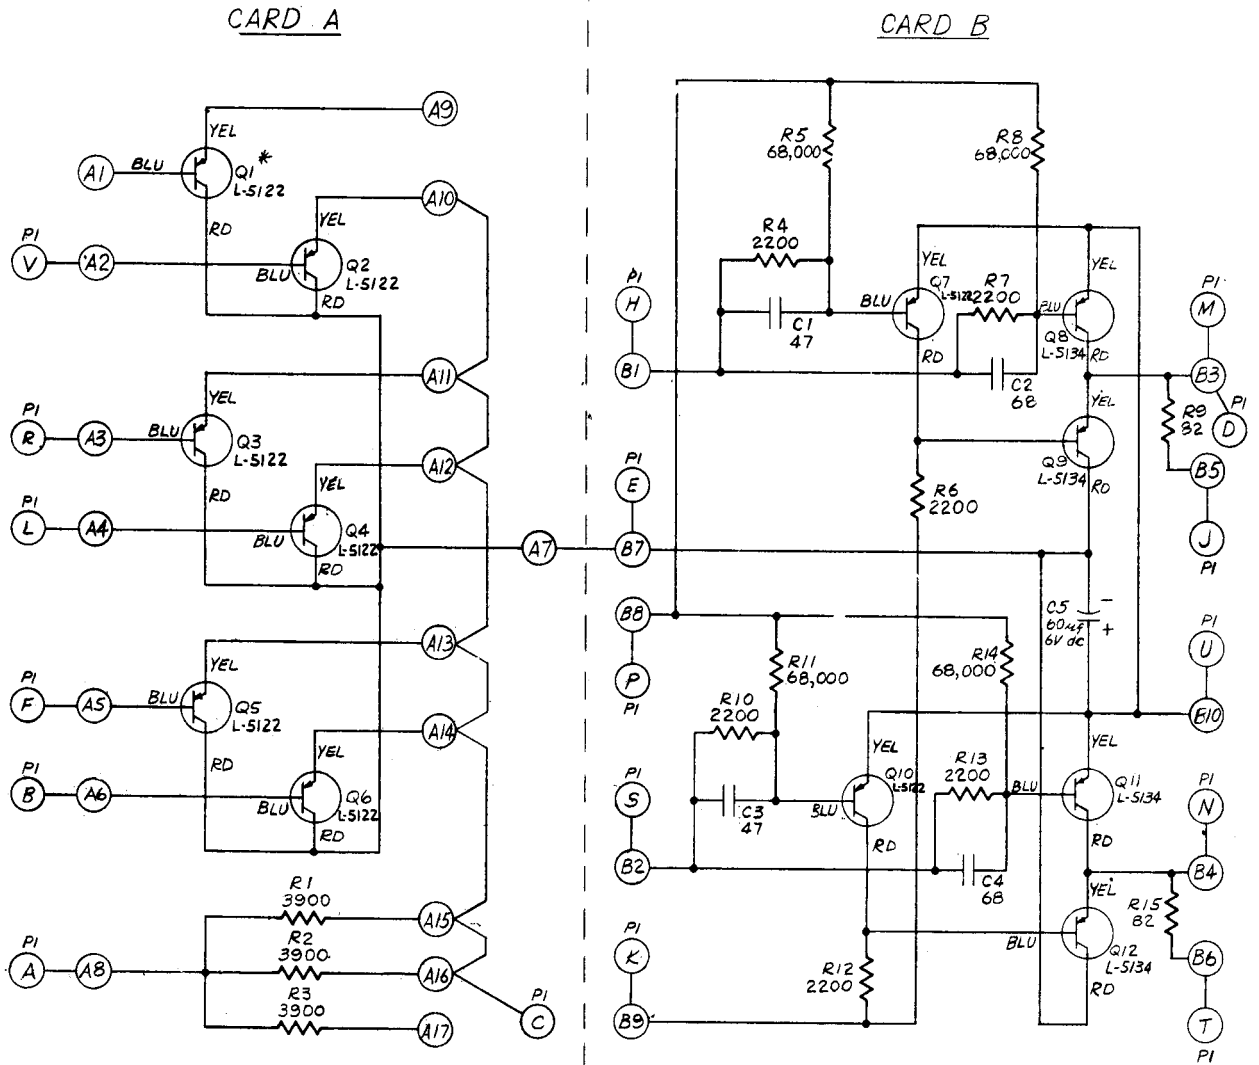 CARD A
CARD B
A9
YEL
A1
BLU
Q1 *
L-5122
RD
A10
YEL
P1
V
A2
BLU
Q2
L-5122
RD
A11
YEL
P1
R
A3
BLU
Q3
L-5122
RD
A12
YEL
P1
L
A4
BLU
Q4
L-5122
RD
A7
A13
YEL
P1
F
A5
BLU
Q5
L-5122
RD
A14
YEL
P1
B
A6
BLU
Q6
L-5122
RD
R1
3900
A15
R2
3900
P1
A
A8
A16
R3
3900
A17
P1
C
R5
68,000
R8
68,000
R4
2200
YEL
YEL
P1
H
BLU
Q7
L-5122
R7
2200
BLU
P1
M
C1
47
RD
Q8
L-5134
RD
B1
C2
68
B3
YEL
R9
82
P1
D
P1
E
Q9
L-5134
RD
B5
R6
2200
B7
J
P1
B8
C5
60µf
6V dc
-
+
P1
U
P
P1
R11
68,000
R14
68,000
R10
2200
B10
YEL
YEL
P1
S
BLU
Q10
L-5122
R13
2200
BLU
Q11
L-5134
P1
N
C3
47
RD
RD
B2
C4
68
B4
YEL
R15
82
P1
K
BLU
Q12
L-5134
RD
B6
R12
2200
B9
T
P1